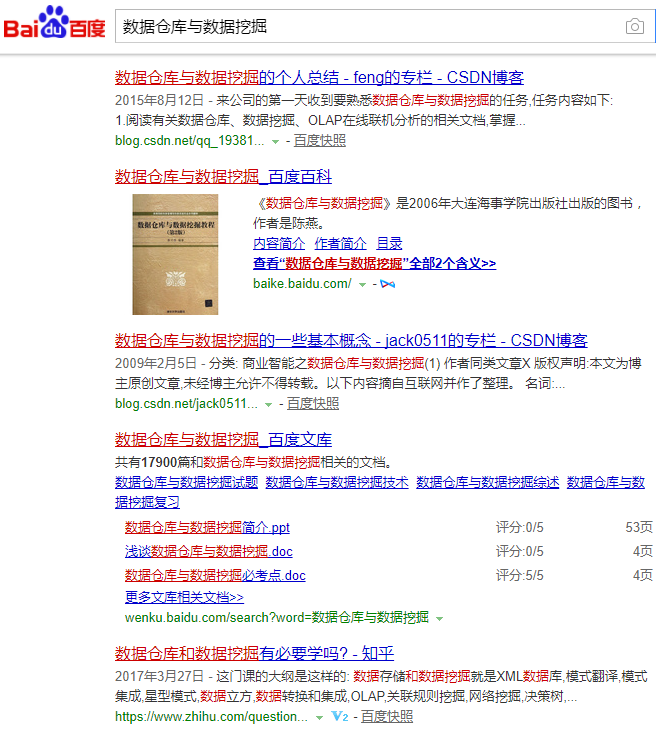 Bai du 百度
数据仓库与数据挖掘
数据仓库与数据挖掘的个人总结 - feng的专栏 - CSDN博客
2015年8月12日 - 来公司的第一天收到要熟悉数据仓库与数据挖掘的任务,任务内容如下:
1.阅读有关数据仓库、数据挖掘、OLAP在线联机分析的相关文档,掌握...
blog.csdn.net/qq_19381... - 百度快照
数据仓库与数据挖掘_百度百科
数据仓库与数据挖掘教程
(第2版)
《数据仓库与数据挖掘》是2006年大连海事学院出版社出版的图书，
作者是陈燕。
内容简介 作者简介 目录
查看“数据仓库与数据挖掘”全部2个含义>>
baike.baidu.com/ -
数据仓库与数据挖掘的一些基本概念 - jack0511的专栏 - CSDN博客
2009年2月5日 - 分类: 商业智能之数据仓库与数据挖掘(1) 作者同类文章X 版权声明:本文为博
主原创文章,未经博主允许不得转载。以下内容摘自互联网并作了整理。 名词:...
blog.csdn.net/jack0511... - 百度快照
数据仓库与数据挖掘_百度文库
共有17900篇和数据仓库与数据挖掘相关的文档。
数据仓库与数据挖掘试题 数据仓库与数据挖掘技术 数据仓库与数据挖掘综述 数据仓库与数
据挖掘复习
数据仓库与数据挖掘简介.ppt 评分:0/5 53页
浅谈数据仓库与数据挖掘.doc 评分:0/5 4页
数据仓库与数据挖掘必考点.doc 评分:5/5 4页
更多文库相关文档>>
wenku.baidu.com/search?word=数据仓库与数据挖掘
数据仓库和数据挖掘有必要学吗? - 知乎
2017年3月27日 - 这门课的大纲是这样的: 数据存储和数据挖掘就是XML数据库,模式翻译,模式
集成,星型模式,数据立方,数据转换和集成,OLAP,关联规则挖掘,网络挖掘,决策树,...
https://www.zhihu.com/question... V2 - 百度快照